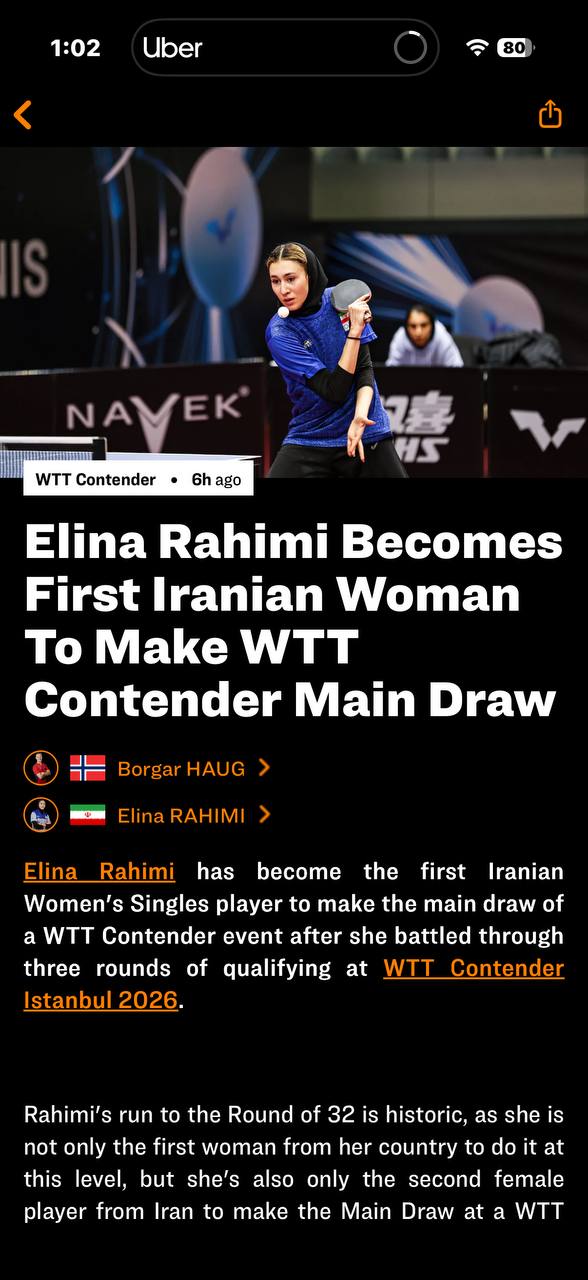 1:02
Uber
80
NIS
NAVEK®
HS
WTT Contender • 6h ago
Elina Rahimi Becomes
First Iranian Woman
To Make WTT
Contender Main Draw
Borgar HAUG
Elina RAHIMI
Elina Rahimi has become the first Iranian
Women's Singles player to make the main draw of
a WTT Contender event after she battled through
three rounds of qualifying at WTT Contender
Istanbul 2026.
Rahimi's run to the Round of 32 is historic, as she is
not only the first woman from her country to do it at
this level, but she's also only the second female
player from Iran to make the Main Draw at a WTT